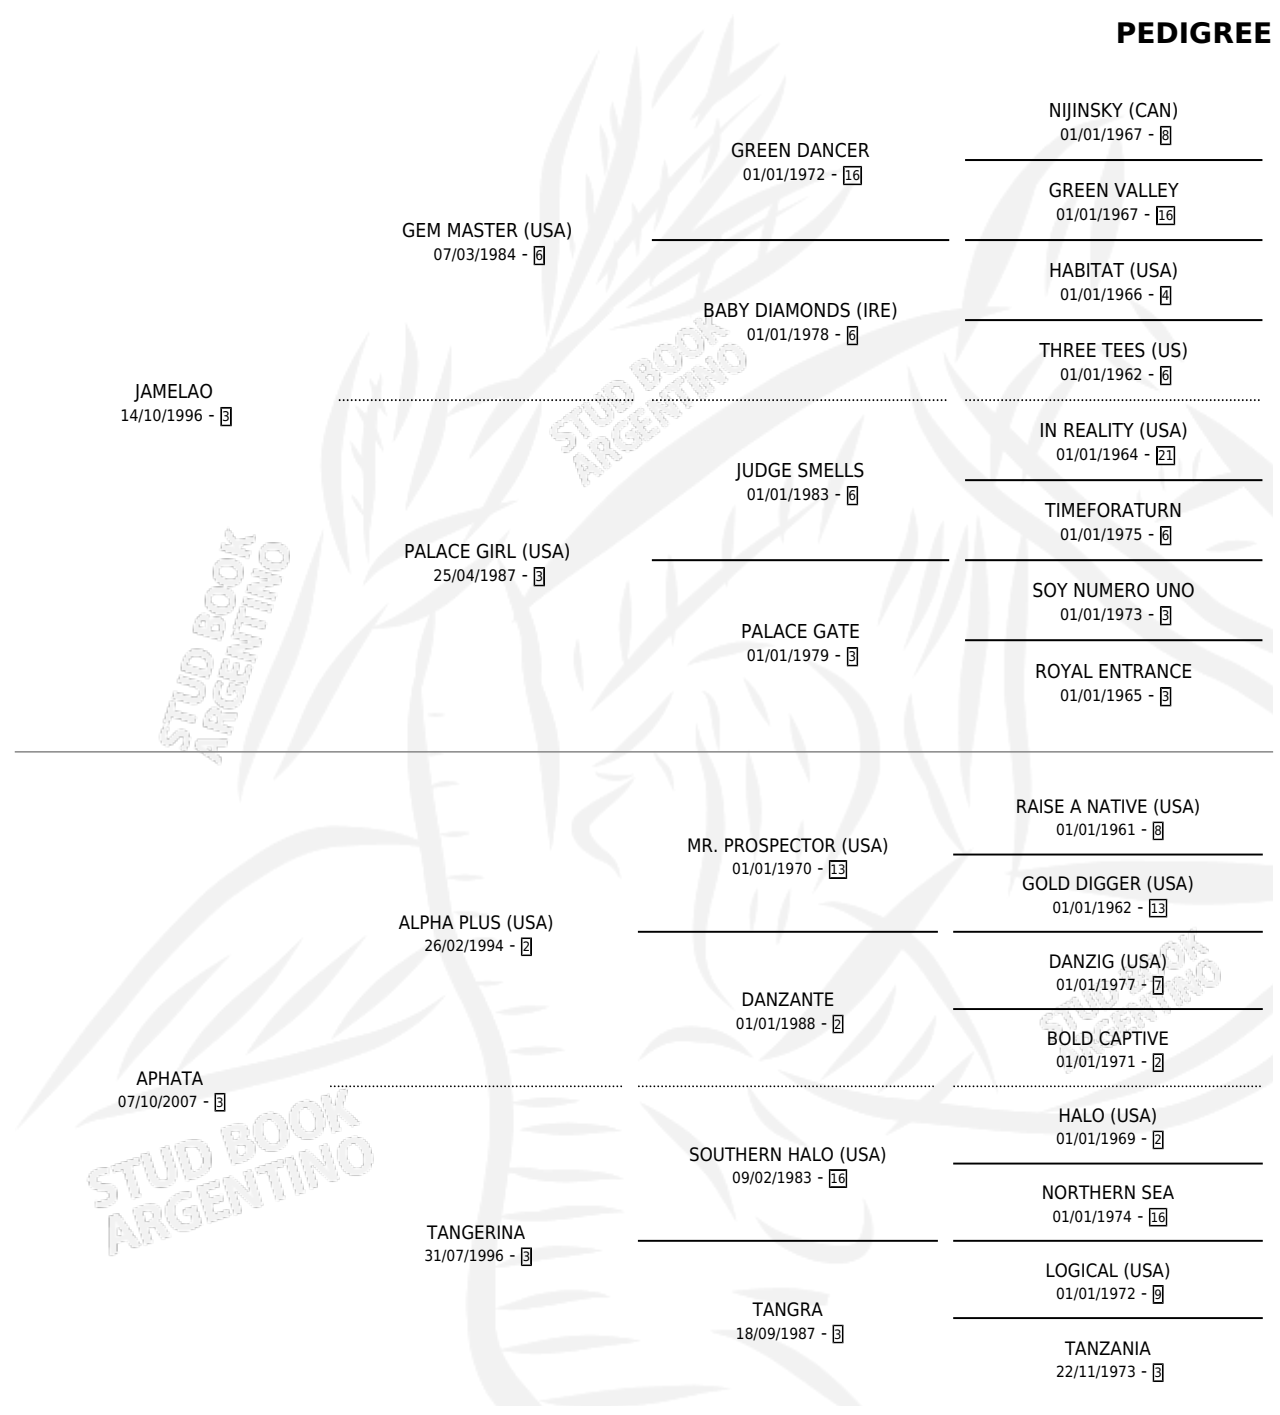 PEDIGREE
NIJINSKY (CAN)
01/01/1967 - 8
GREEN DANCER
01/01/1972 - 16
GREEN VALLEY
01/01/1967 - 16
GEM MASTER (USA)
07/03/1984 - 6
HABITAT (USA)
01/01/1966 - 4
BABY DIAMONDS (IRE)
01/01/1978 - 6
THREE TEES (US)
01/01/1962 - 6
JAMELAO
14/10/1996 - 3
IN REALITY (USA)
01/01/1964 - 21
JUDGE SMELLS
01/01/1983 - 6
TIMEFORATURN
01/01/1975 - 6
PALACE GIRL (USA)
25/04/1987 - 3
SOY NUMERO UNO
01/01/1973 - 3
PALACE GATE
01/01/1979 - 3
ROYAL ENTRANCE
01/01/1965 - 3
RAISE A NATIVE (USA)
01/01/1961 - 8
MR. PROSPECTOR (USA)
01/01/1970 - 13
GOLD DIGGER (USA)
01/01/1962 - 13
ALPHA PLUS (USA)
26/02/1994 - 2
DANZIG (USA)
01/01/1977 - 7
DANZANTE
01/01/1988 - 2
BOLD CAPTIVE
01/01/1971 - 2
APHATA
07/10/2007 - 3
HALO (USA)
01/01/1969 - 2
SOUTHERN HALO (USA)
09/02/1983 - 16
NORTHERN SEA
01/01/1974 - 16
TANGERINA
31/07/1996 - 3
LOGICAL (USA)
01/01/1972 - 9
TANGRA
18/09/1987 - 3
TANZANIA
22/11/1973 - 3
STUD BOOK
ARGENTINO
STUD BOOK
ARGENTINO
STUD BOOK
ARGENTINO
STUD BOOK
ARGENTINO